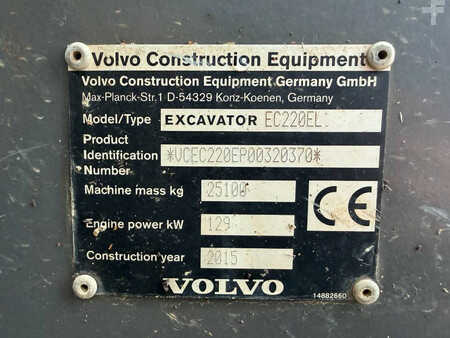 Volvo Construction Equipment
Volvo Construction Equipment Germany GmbH
Max-Planck-Str.1 D-54329 Konz-Koenen, Germany
Model/Type EXCAVATOR EC220EL
Product
Identification *VCEC220EP00320370*
Number
Machine mass kg 25100
Engine power kW 129
Construction year 2015
CE
VOLVO
14882660